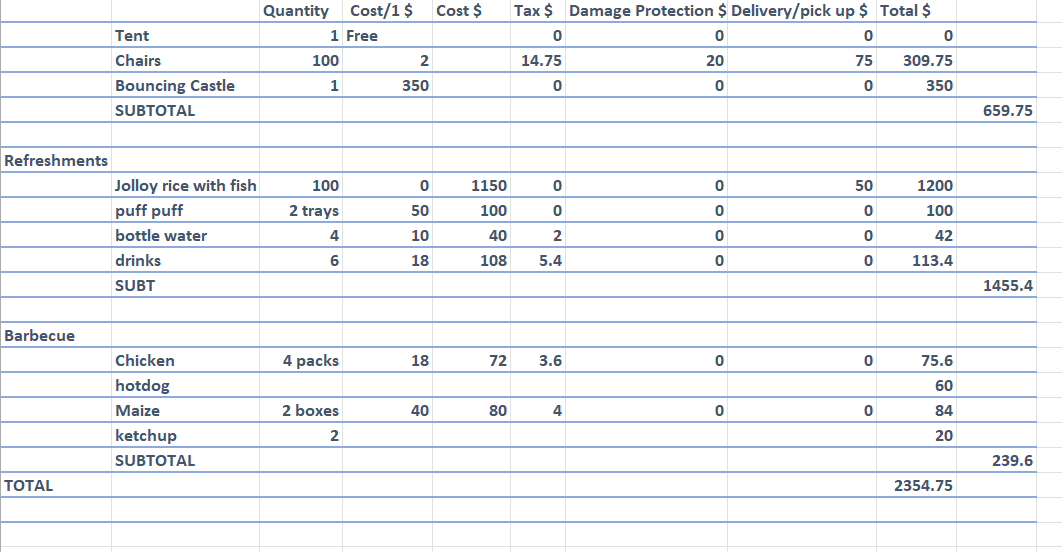 Quantity Cost/1 $ Cost $ Tax $ Damage Protection $ Delivery/pick up $ Total $
Tent 1 Free 0 0 0 0
Chairs 100 2 14.75 20 75 309.75
Bouncing Castle 1 350 0 0 0 350
SUBTOTAL 659.75
Refreshments
Jolloy rice with fish 100 0 1150 0 0 50 1200
puff puff 2 trays 50 100 0 0 0 100
bottle water 4 10 40 2 0 0 42
drinks 6 18 108 5.4 0 0 113.4
SUBT 1455.4
Barbecue
Chicken 4 packs 18 72 3.6 0 0 75.6
hotdog 60
Maize 2 boxes 40 80 4 0 0 84
ketchup 2 20
SUBTOTAL 239.6
TOTAL 2354.75